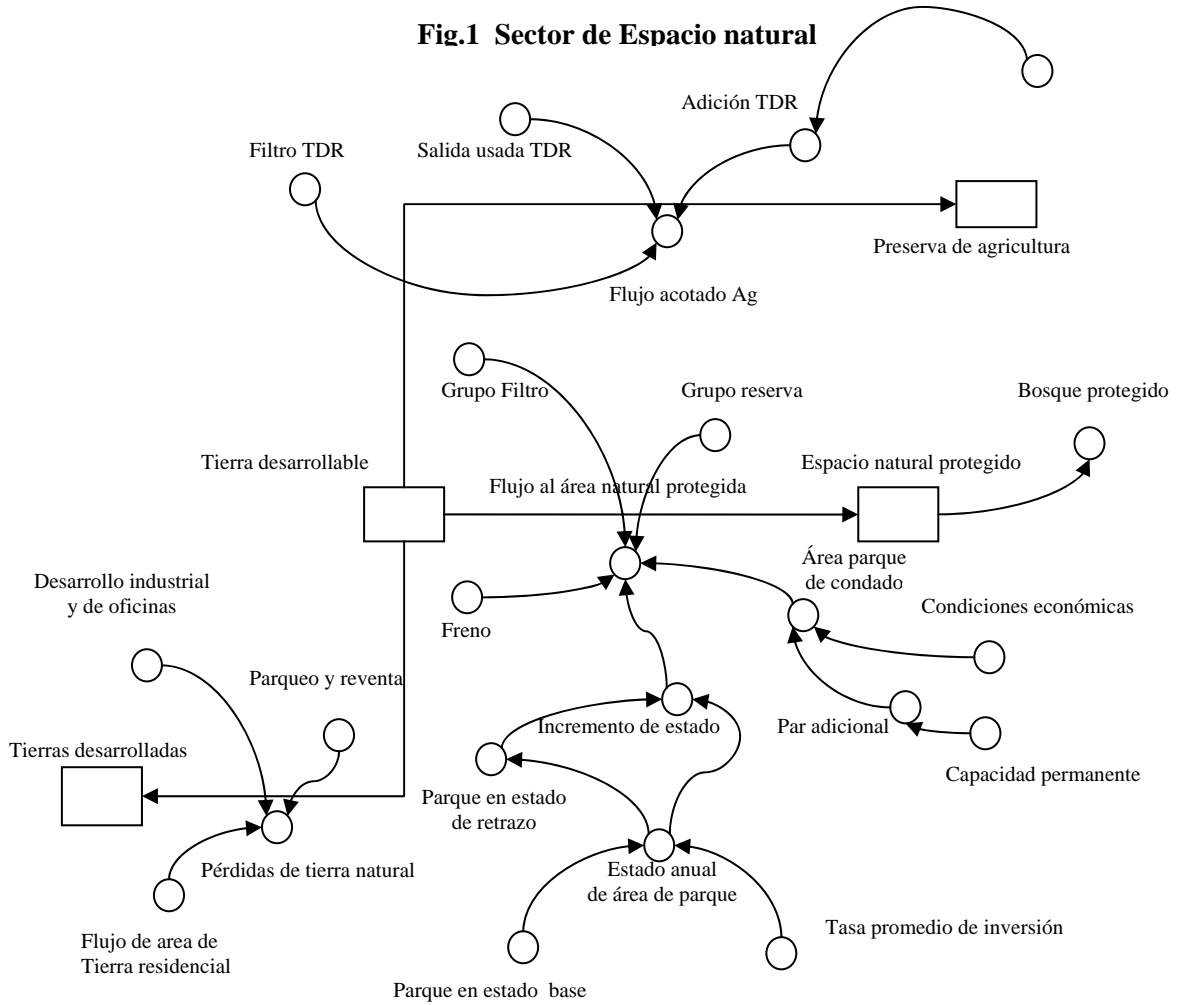 Fig.1 Sector de Espacio natural
Adición TDR
Filtro TDR
Salida usada TDR
Preserva de agricultura
Flujo acotado Ag
Grupo Filtro
Grupo reserva
Bosque protegido
Tierra desarrollable
Espacio natural protegido
Flujo al área natural protegida
Área parque
de condado
Desarrollo industrial
y de oficinas
Condiciones económicas
Freno
Parqueo y reventa
Incremento de estado
Par adicional
Tierras desarrolladas
Capacidad permanente
Parque en estado
de retrazo
Pérdidas de tierra natural
Estado anual
de área de parque
Tasa promedio de inversión
Flujo de area de
Tierra residencial
Parque en estado base